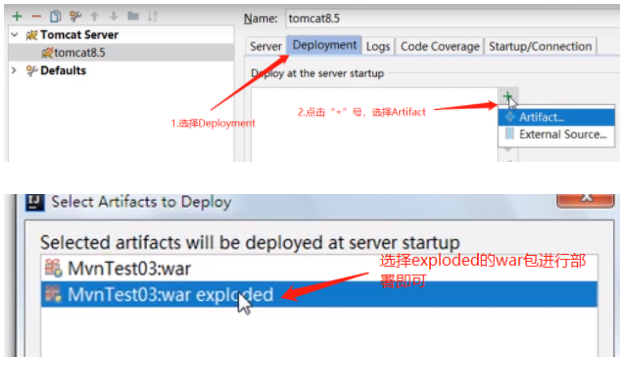 Name: tomcat8.5
Tomcat Server
tomcat8.5
Defaults
Server Deployment Logs Code Coverage Startup/Connection
Deploy at the server startup
1.选择Deployment
2.点击“+”号，选择Artifact
Artifact...
External Source...
Select Artifacts to Deploy
Selected artifacts will be deployed at server startup
MvnTest03:war
MvnTest03:war exploded
选择exploded的war包进行部
署即可